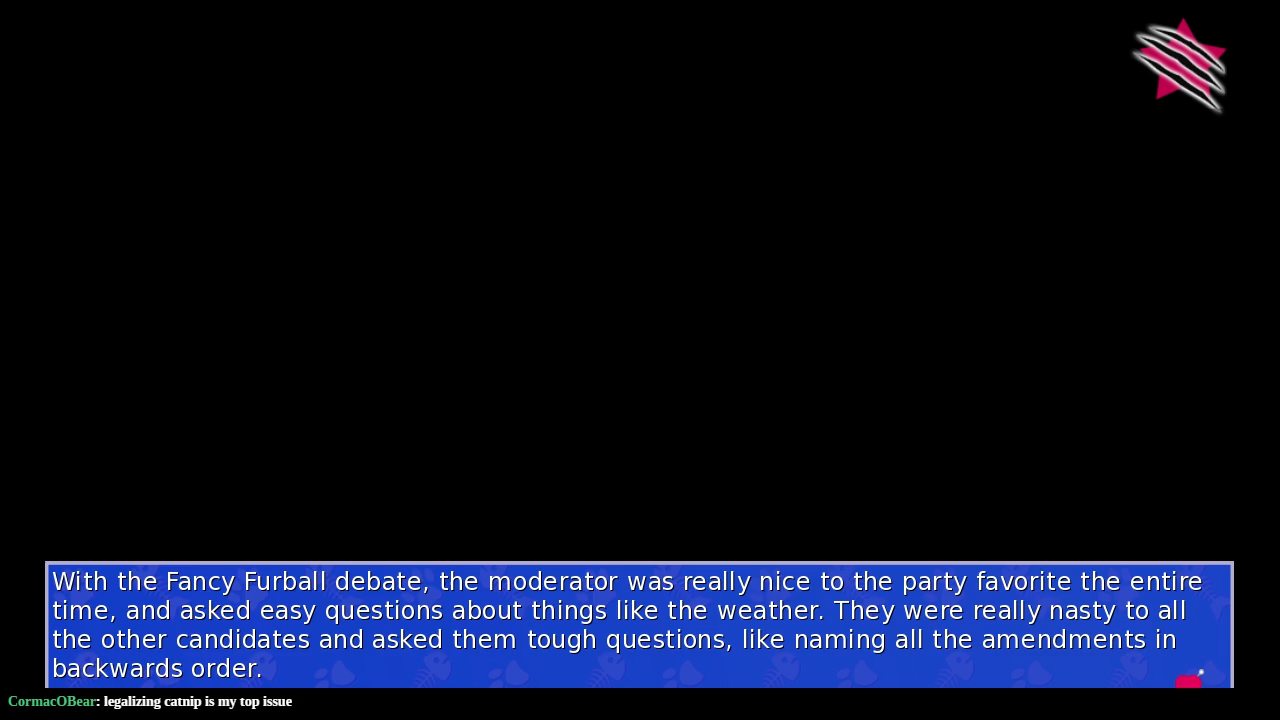 With the Fancy Furball debate, the moderator was really nice to the party favorite the entire
time, and asked easy questions about things like the weather. They were really nasty to all
the other candidates and asked them tough questions, like naming all the amendments in
backwards order.
CormacOBear: legalizing catnip is my top issue